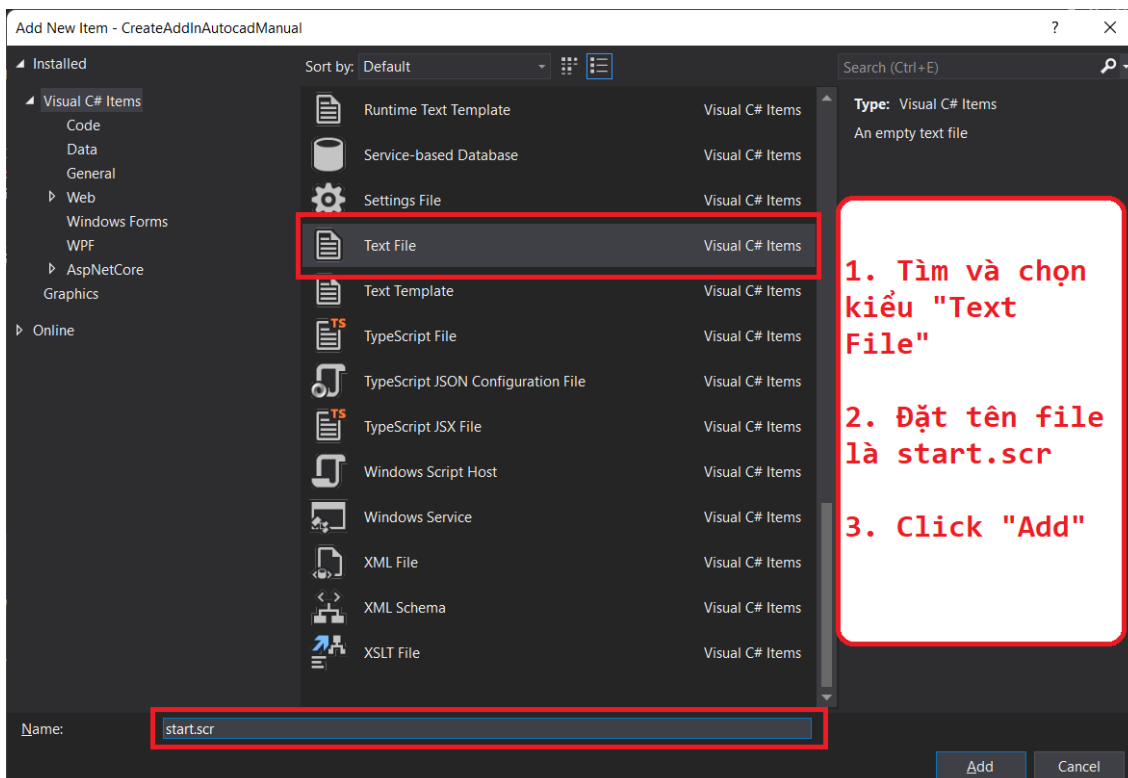 Add New Item - CreateAddInAutocadManual
Installed
Sort by: Default
Search (Ctrl+E)
Visual C# Items
Code
Data
General
Web
Windows Forms
WPF
AspNetCore
Graphics
Online
Runtime Text Template Visual C# Items
Service-based Database Visual C# Items
Settings File Visual C# Items
Text File Visual C# Items
Text Template Visual C# Items
TypeScript File Visual C# Items
TypeScript JSON Configuration File Visual C# Items
TypeScript JSX File Visual C# Items
Windows Script Host Visual C# Items
Windows Service Visual C# Items
XML File Visual C# Items
XML Schema Visual C# Items
XSLT File Visual C# Items
Type: Visual C# Items
An empty text file
1. Tìm và chọn
kiểu "Text
File"
2. Đặt tên file
là start.scr
3. Click "Add"
Name: start.scr
Add Cancel